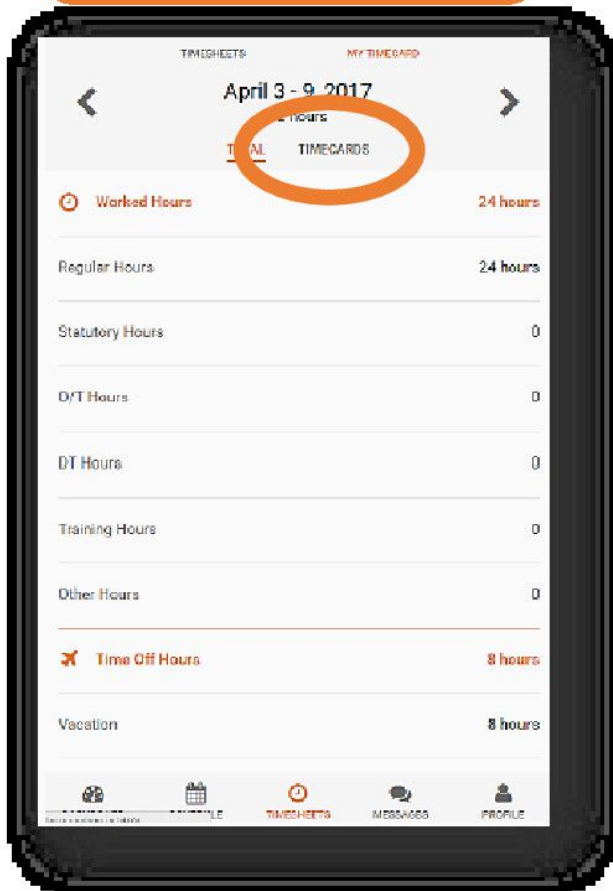 TIMESHEETS MY TIMECARD
April 3 - 9, 2017
hours
TIMECARDS
Worked Hours 24 hours
Regular Hours 24 hours
Statutory Hours 0
O/T Hours 0
DT Hours 0
Training Hours 0
Other Hours 0
Time Off Hours 8 hours
Vacation 8 hours
TIMESHEETS MESSAGES PROFILE